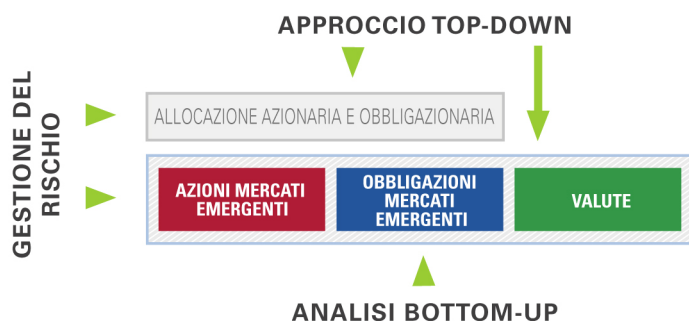 APPROCCIO TOP-DOWN
GESTIONE DEL
RISCHIO
ALLOCAZIONE AZIONARIA E OBBLIGAZIONARIA
AZIONI MERCATI
EMERGENTI
OBBLIGAZIONI
MERCATI
EMERGENTI
VALUTE
ANALISI BOTTOM-UP